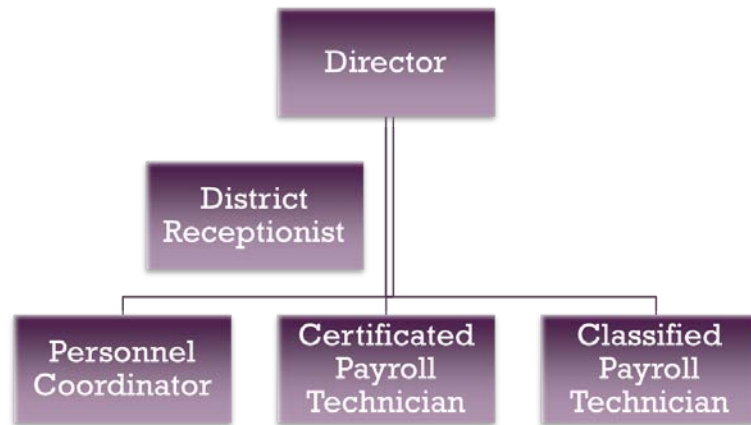 Director
District
Receptionist
Personnel
Coordinator
Certificated
Payroll
Technician
Classified
Payroll
Technician